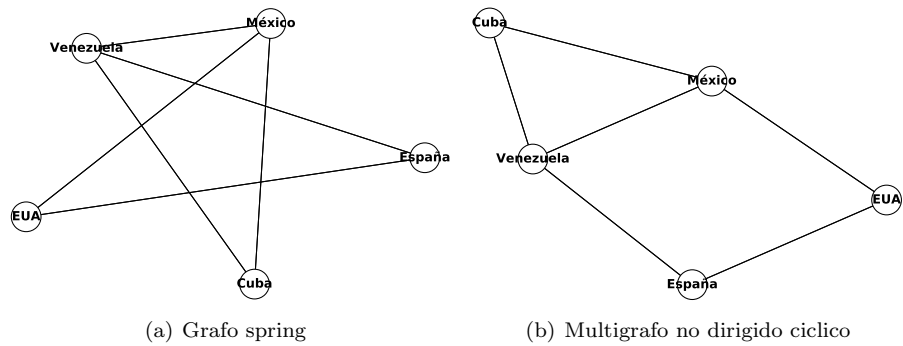 México
Venezuela
España
EUA
Cuba
(a) Grafo spring
Cuba
México
Venezuela
EUA
España
(b) Multigrafo no dirigido ciclico